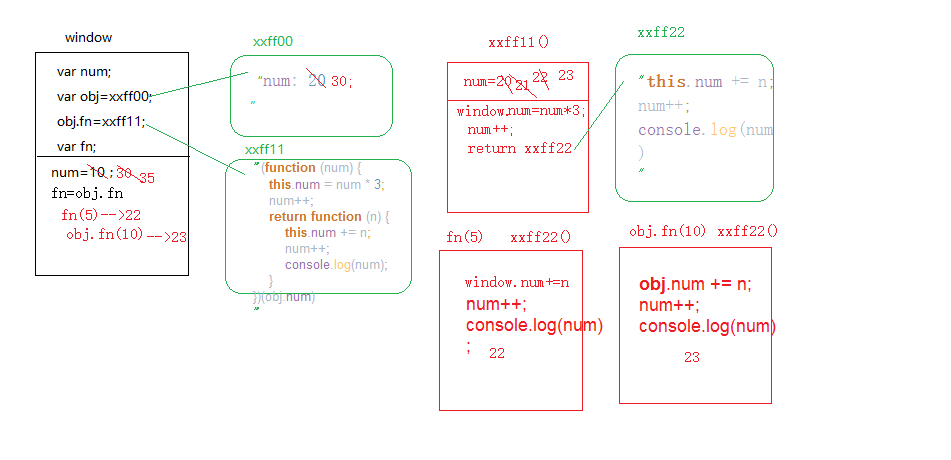 window
var num;
var obj=xxff00;
obj.fn=xxff11;
var fn;
num=10 ; 30 35
fn=obj.fn
fn(5)-->22
obj.fn(10)-->23
xxff00
"num: 20 30;
"
xxff11
"(function (num) {
this.num = num * 3;
num++;
return function (n) {
this.num += n;
num++;
console.log(num);
}
})(obj.num)
"
xxff11()
num=20 21 22 23
window.num=num*3;
num++;
return xxff22
xxff22
"this.num += n;
num++;
console.log(num
)
"
fn(5) xxff22()
window.num+=n
num++;
console.log(num)
;
22
obj.fn(10) xxff22()
obj.num += n;
num++;
console.log(num)
23